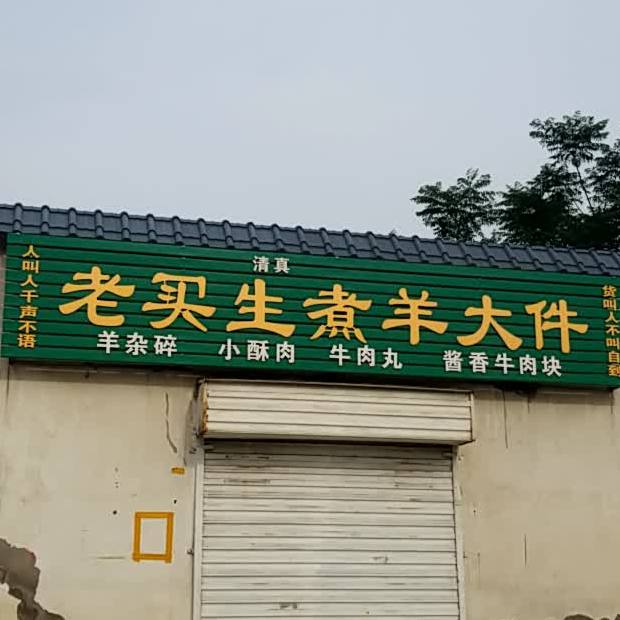 人叫人千声不语
清真
老买生煮羊大件
羊杂碎 小酥肉 牛肉丸 酱香牛肉块
货叫人不叫自到